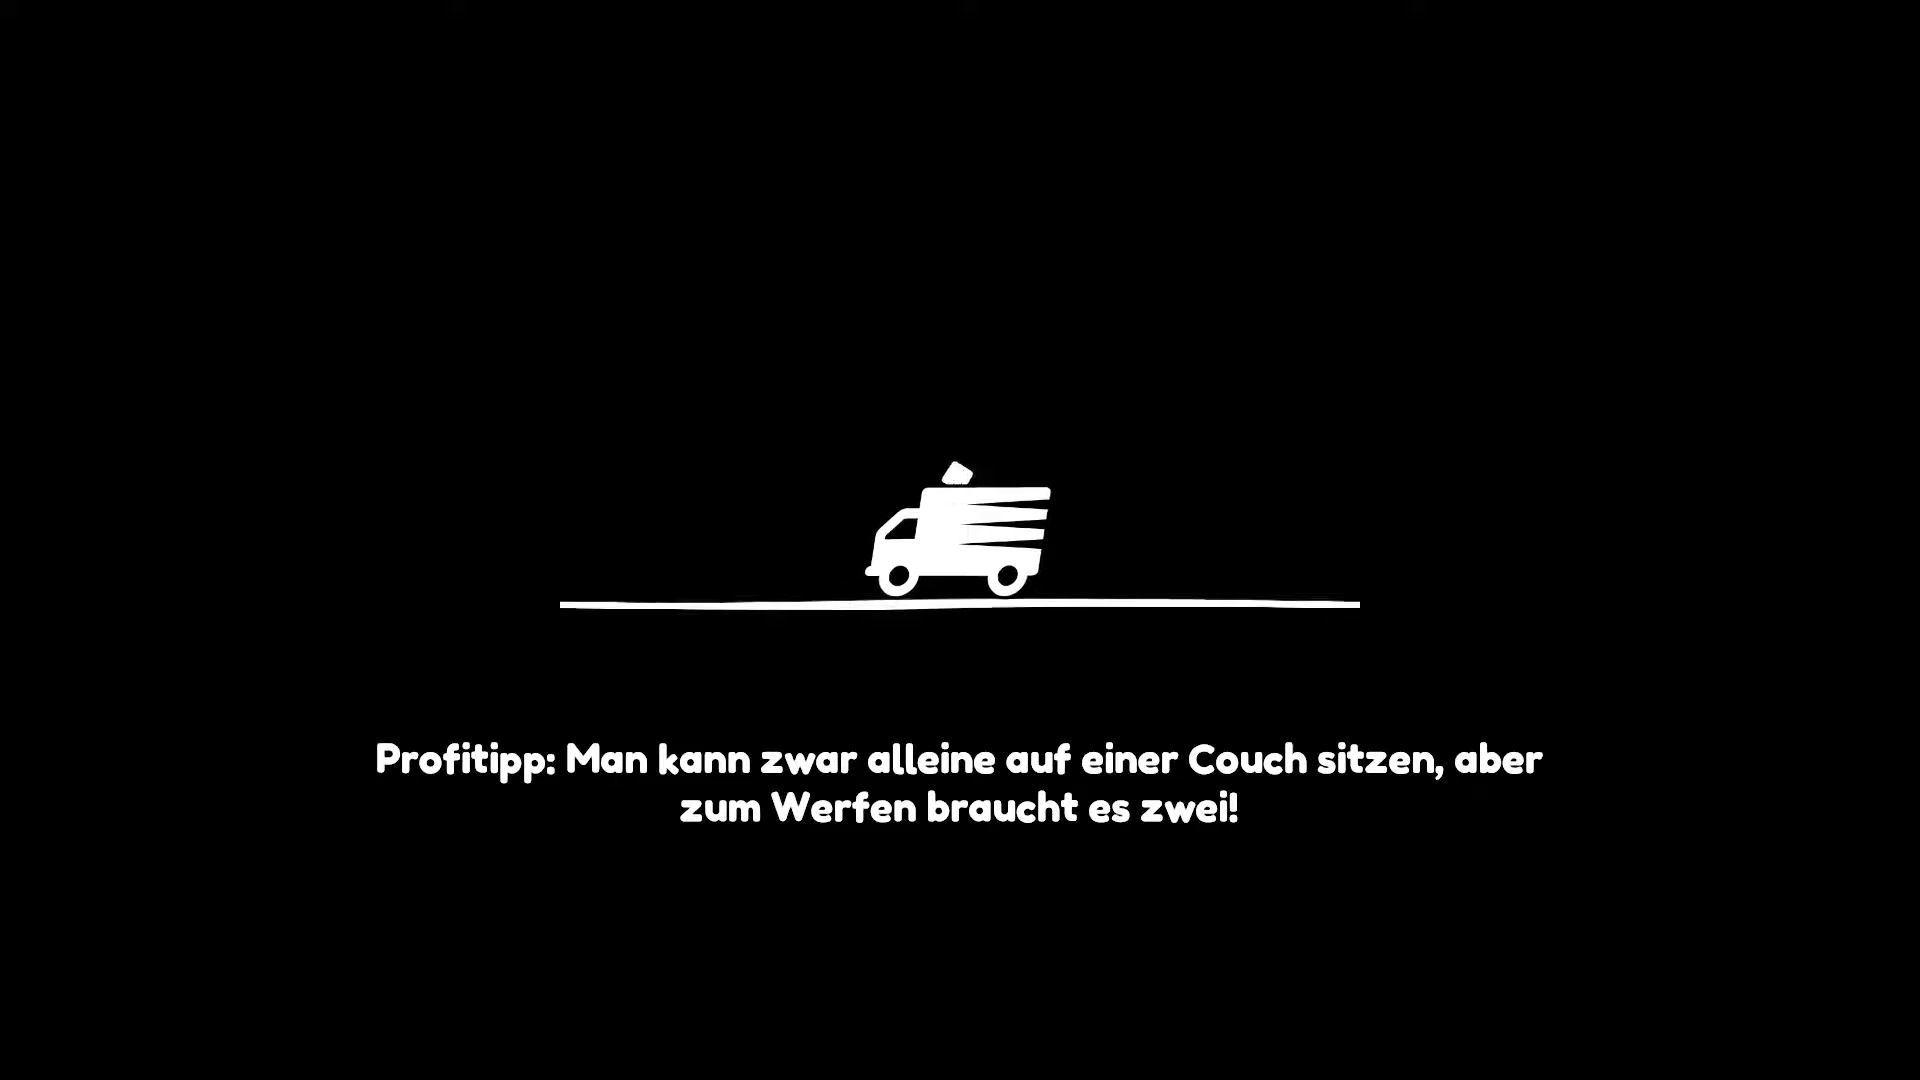 Profitipp: Man kann zwar alleine auf einer Couch sitzen, aber
zum Werfen braucht es zwei!